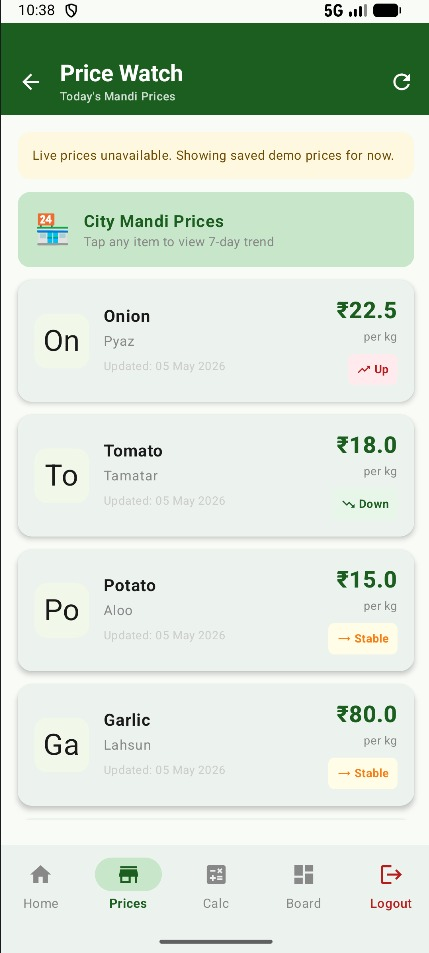 10:38
5G
Price Watch
Today's Mandi Prices
Live prices unavailable. Showing saved demo prices for now.
24
City Mandi Prices
Tap any item to view 7-day trend
On
Onion
Pyaz
Updated: 05 May 2026
₹22.5
per kg
Up
To
Tomato
Tamatar
Updated: 05 May 2026
₹18.0
per kg
Down
Po
Potato
Aloo
Updated: 05 May 2026
₹15.0
per kg
→ Stable
Ga
Garlic
Lahsun
Updated: 05 May 2026
₹80.0
per kg
→ Stable
Home
Prices
Calc
Board
Logout